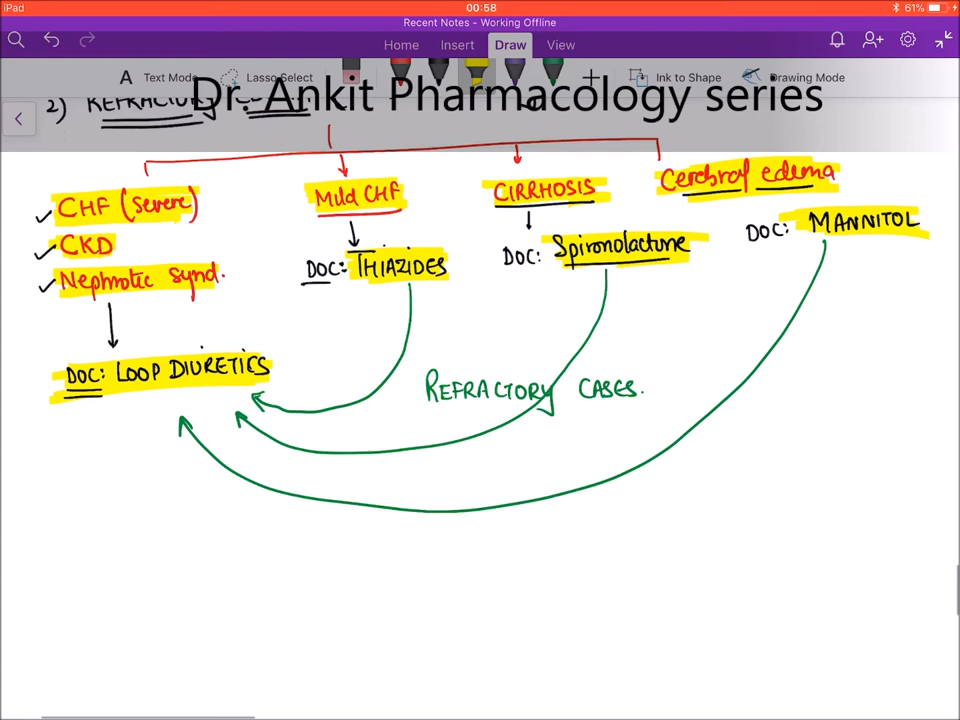 iPad 00:58 61%
Recent Notes - Working Offline
Home Insert Draw View
Text Mode Lasso Select Ink to Shape Drawing Mode
Dr. Ankit Pharmacology series
2) REFRACTORY
CHF (Severe) Mild CHF CIRRHOSIS Cerebral edema
CKD DOC: THIAZIDES DOC: Spironolactone DOC: MANNITOL
Nephrotic Synd.
DOC: LOOP DIURETICS
REFRACTORY CASES.